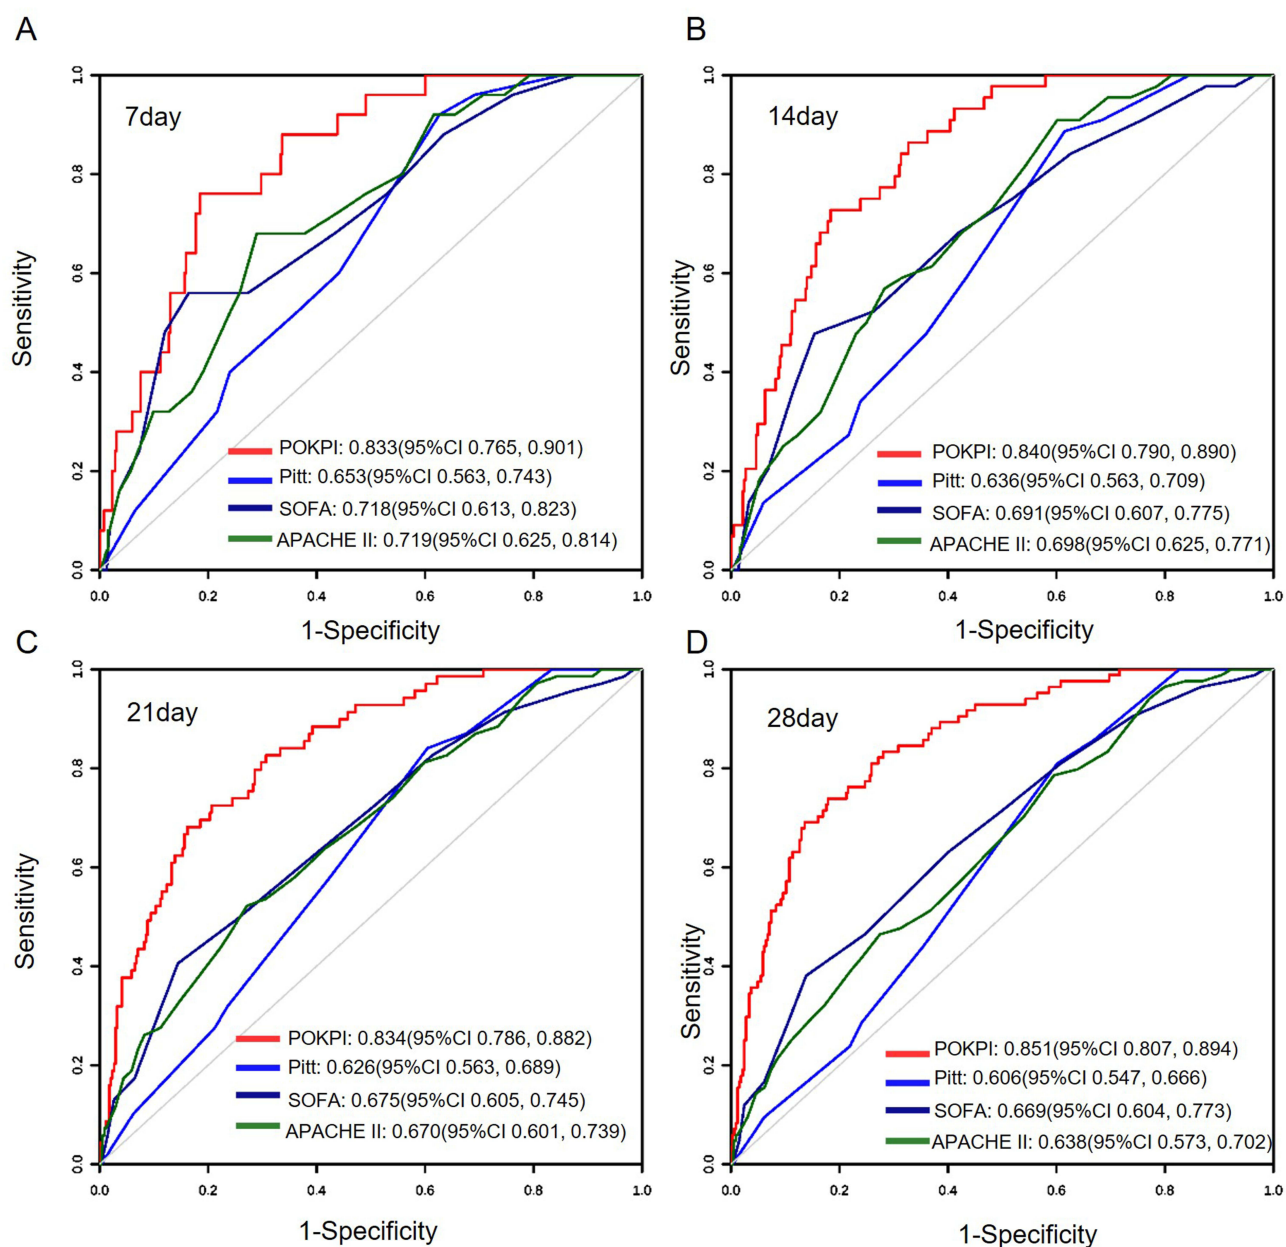 A
7day
Sensitivity
1.0
0.8
0.6
0.4
0.2
0.0
POKPI: 0.833(95%CI 0.765, 0.901)
Pitt: 0.653(95%CI 0.563, 0.743)
SOFA: 0.718(95%CI 0.613, 0.823)
APACHE II: 0.719(95%CI 0.625, 0.814)
0.0 0.2 0.4 0.6 0.8 1.0
1-Specificity
B
14day
Sensitivity
1.0
0.8
0.6
0.4
0.2
0.0
POKPI: 0.840(95%CI 0.790, 0.890)
Pitt: 0.636(95%CI 0.563, 0.709)
SOFA: 0.691(95%CI 0.607, 0.775)
APACHE II: 0.698(95%CI 0.625, 0.771)
0.0 0.2 0.4 0.6 0.8 1.0
1-Specificity
C
21day
Sensitivity
1.0
0.8
0.6
0.4
0.2
0.0
POKPI: 0.834(95%CI 0.786, 0.882)
Pitt: 0.626(95%CI 0.563, 0.689)
SOFA: 0.675(95%CI 0.605, 0.745)
APACHE II: 0.670(95%CI 0.601, 0.739)
0.0 0.2 0.4 0.6 0.8 1.0
1-Specificity
D
28day
Sensitivity
1.0
0.8
0.6
0.4
0.2
0.0
POKPI: 0.851(95%CI 0.807, 0.894)
Pitt: 0.606(95%CI 0.547, 0.666)
SOFA: 0.669(95%CI 0.604, 0.773)
APACHE II: 0.638(95%CI 0.573, 0.702)
0.0 0.2 0.4 0.6 0.8 1.0
1-Specificity